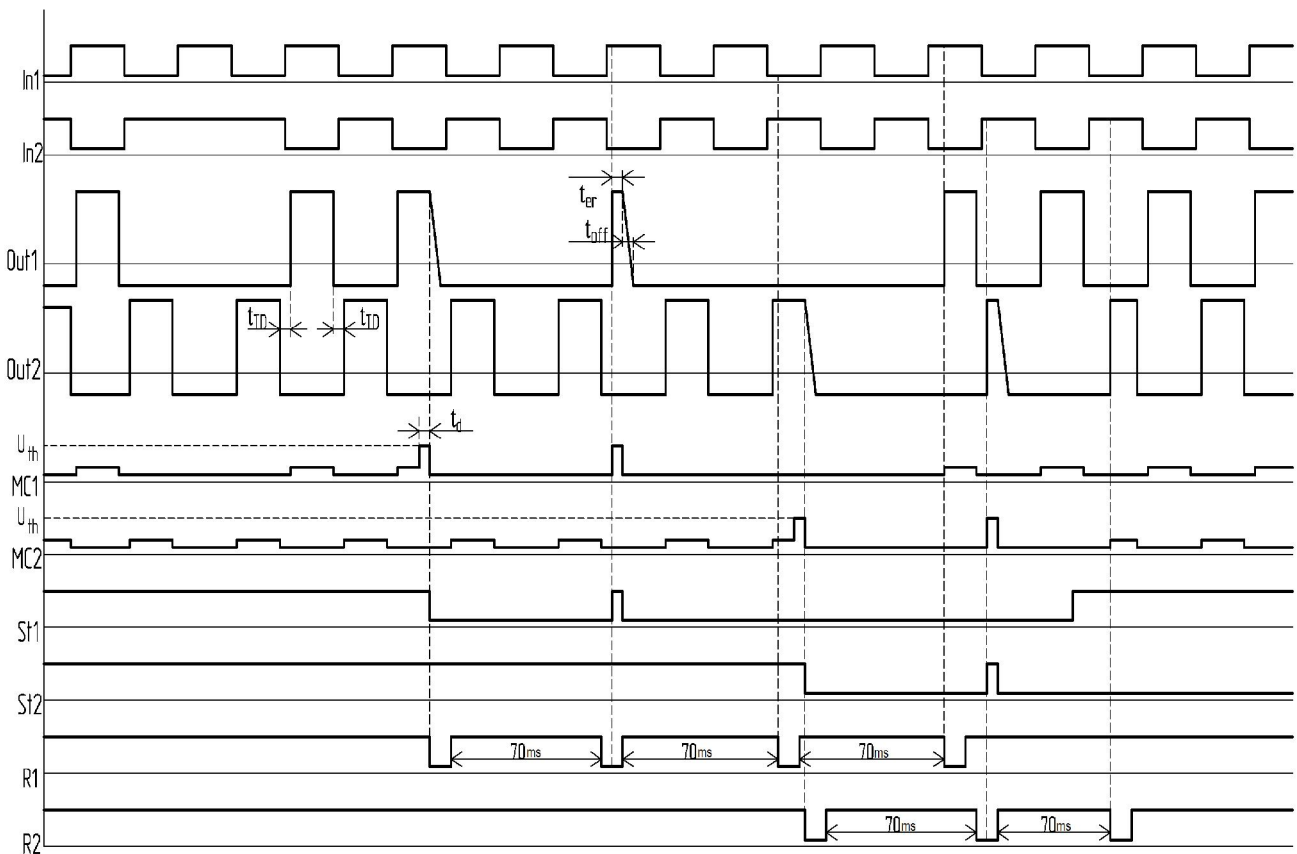 In1
In2
t_er
t_off
Out1
t_TD
t_TD
Out2
t_d
U_th
MC1
U_th
MC2
St1
St2
70ms
70ms
70ms
R1
70ms
70ms
R2